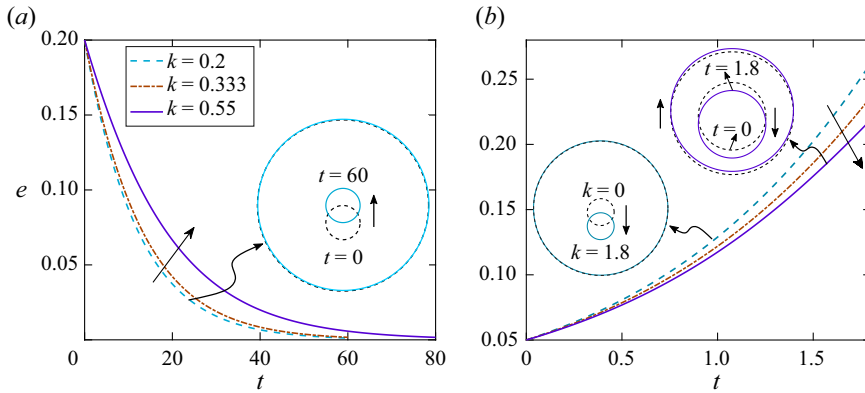 (a)
(b)
0.20
0.15
0.10
0.05
e
k = 0.2
k = 0.333
k = 0.55
t = 60
t = 0
0 20 40 60 80
t
0.25
0.20
0.15
0.10
0.05
t = 1.8
t = 0
k = 0
k = 1.8
0 0.5 1.0 1.5
t